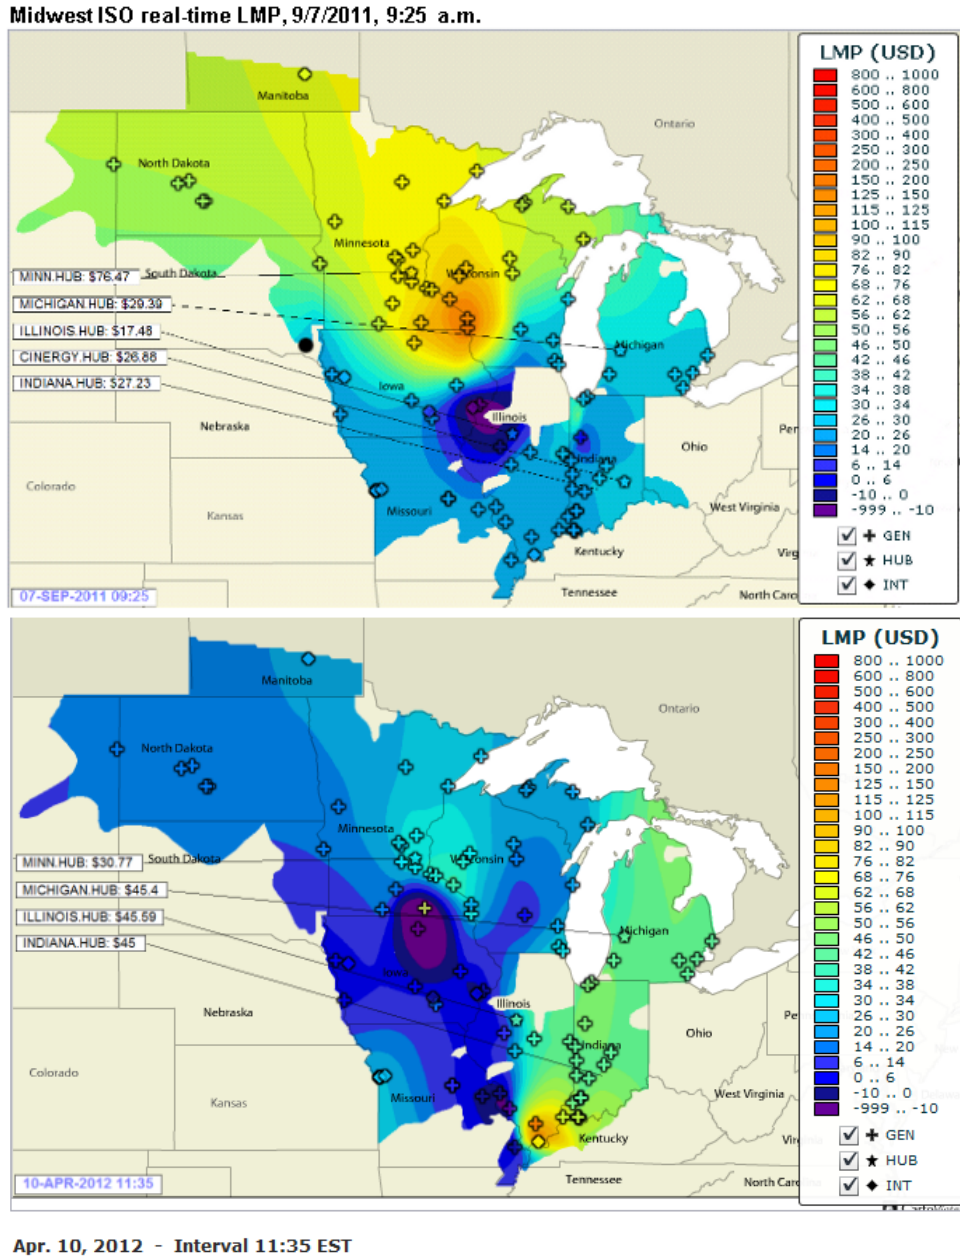 Midwest ISO real-time LMP, 9/7/2011, 9:25 a.m.
LMP (USD)
800 .. 1000
600 .. 800
500 .. 600
400 .. 500
300 .. 400
250 .. 300
200 .. 250
150 .. 200
125 .. 150
115 .. 125
100 .. 115
90 .. 100
82 .. 90
76 .. 82
68 .. 76
62 .. 68
56 .. 62
50 .. 56
46 .. 50
42 .. 46
38 .. 42
34 .. 38
30 .. 34
26 .. 30
20 .. 26
14 .. 20
6 .. 14
0 .. 6
-10 .. 0
-999 .. -10
GEN
HUB
INT
Manitoba
Ontario
North Dakota
Minnesota
South Dakota
Wisconsin
MINN.HUB: $76.47
MICHIGAN.HUB: $29.39
ILLINOIS.HUB: $17.48
CINERGY.HUB: $26.88
INDIANA.HUB: $27.23
Michigan
Iowa
Illinois
Nebraska
Indiana
Ohio
Pen
Colorado
Kansas
Missouri
West Virginia
Kentucky
Virg
Tennessee
North Caro
07-SEP-2011 09:25
LMP (USD)
800 .. 1000
600 .. 800
500 .. 600
400 .. 500
300 .. 400
250 .. 300
200 .. 250
150 .. 200
125 .. 150
115 .. 125
100 .. 115
90 .. 100
82 .. 90
76 .. 82
68 .. 76
62 .. 68
56 .. 62
50 .. 56
46 .. 50
42 .. 46
38 .. 42
34 .. 38
30 .. 34
26 .. 30
20 .. 26
14 .. 20
6 .. 14
0 .. 6
-10 .. 0
-999 .. -10
GEN
HUB
INT
Manitoba
Ontario
North Dakota
Minnesota
South Dakota
Wisconsin
MINN.HUB: $30.77
MICHIGAN.HUB: $45.4
ILLINOIS.HUB: $45.59
INDIANA.HUB: $45
Michigan
Iowa
Illinois
Nebraska
Indiana
Ohio
Pe
Colorado
Kansas
Missouri
West Virginia
Kentucky
Tennessee
North Car
10-APR-2012 11:35
Apr. 10, 2012 - Interval 11:35 EST